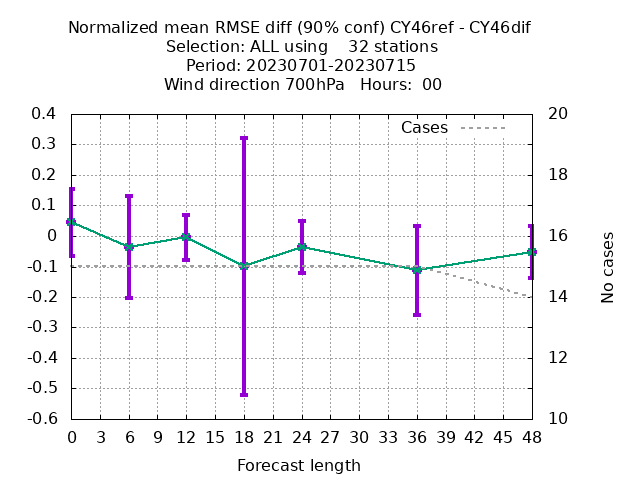 Normalized mean RMSE diff (90% conf) CY46ref - CY46dif
Selection: ALL using    32 stations
Period: 20230701-20230715
Wind direction 700hPa   Hours:  00
Cases
0.4
0.3
0.2
0.1
0
-0.1
-0.2
-0.3
-0.4
-0.5
-0.6
20
18
16
14
12
10
No cases
0 3 6 9 12 15 18 21 24 27 30 33 36 39 42 45 48
Forecast length